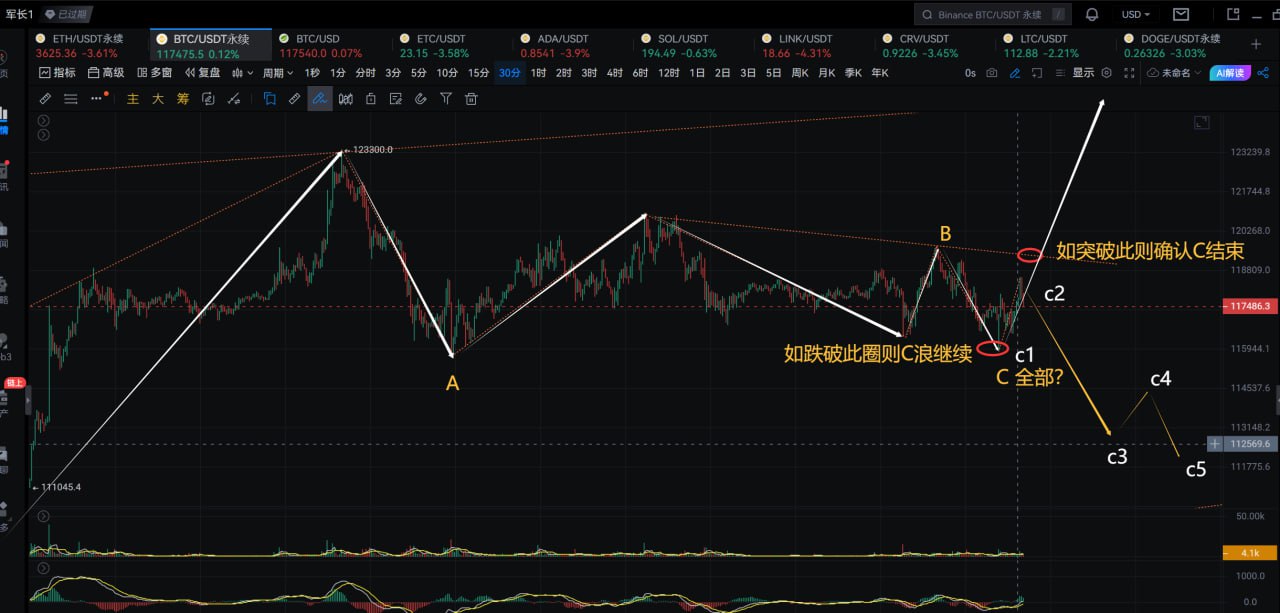 军长1 已过期 Binance BTC/USDT 永续 / USD
ETH/USDT永续 BTC/USDT永续 BTC/USD ETC/USDT ADA/USDT SOL/USDT LINK/USDT CRV/USDT LTC/USDT DOGE/USDT永续
3625.36 -3.61% 117475.5 0.12% 117540.0 0.07% 23.15 -3.58% 0.8541 -3.9% 194.49 -0.63% 18.66 -4.31% 0.9226 -3.45% 112.88 -2.21% 0.26326 -3.03%
指标 高级 多窗 复盘 周期 1秒 1分 分时 3分 5分 10分 15分 30分 1时 2时 3时 4时 6时 12时 1日 2日 3日 5日 周K 月K 季K 年K 0s 显示 未命名 AI解读
主 大 筹
123300.0
123239.8
121744.8
120268.0
B
如突破此则确认C结束
118809.0
c2
117486.3
如跌破此圈则C浪继续
115944.1
c1
A
C 全部?
c4
114537.6
113148.2
112569.6
c3
c5
111775.6
111045.4
链上
50.00k
4.1k
1000.0
0.0